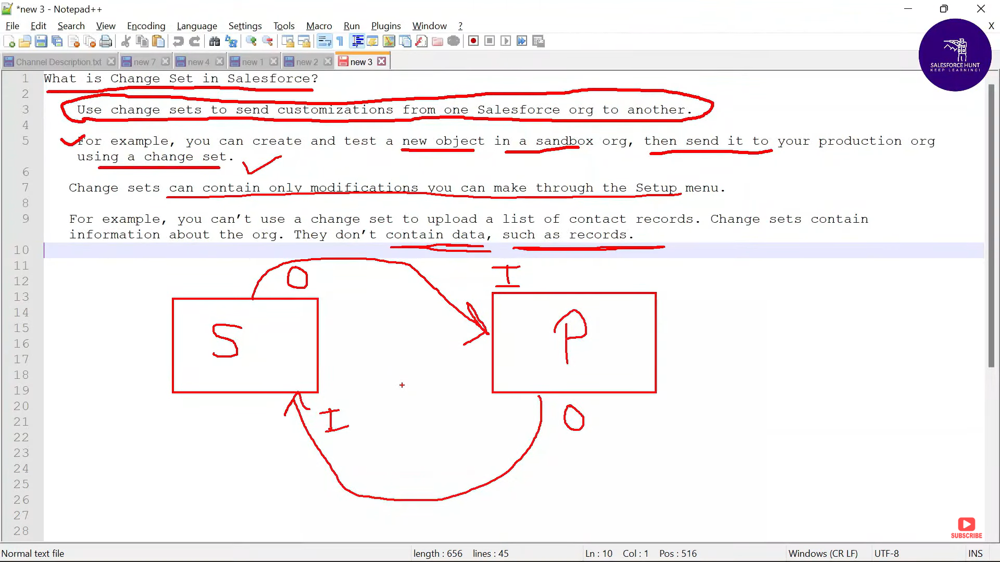 *new 3 - Notepad++
File Edit Search View Encoding Language Settings Tools Macro Run Plugins Window ? X
Channel Description.txt new 7 new 4 new 1 new 2 new 3
SALESFORCE HUNT
KEEP LEARNING!
1 What is Change Set in Salesforce?
2
3 Use change sets to send customizations from one Salesforce org to another.
4
5 For example, you can create and test a new object in a sandbox org, then send it to your production org
using a change set.
6
7 Change sets can contain only modifications you can make through the Setup menu.
8
9 For example, you can’t use a change set to upload a list of contact records. Change sets contain
information about the org. They don’t contain data, such as records.
10
11
12 O I
13
14
15
16 S P
17
18
19
20
21 I O
22
23
24
25
26
27
28
SUBSCRIBE
Normal text file length : 656 lines : 45 Ln : 10 Col : 1 Pos : 516 Windows (CR LF) UTF-8 INS